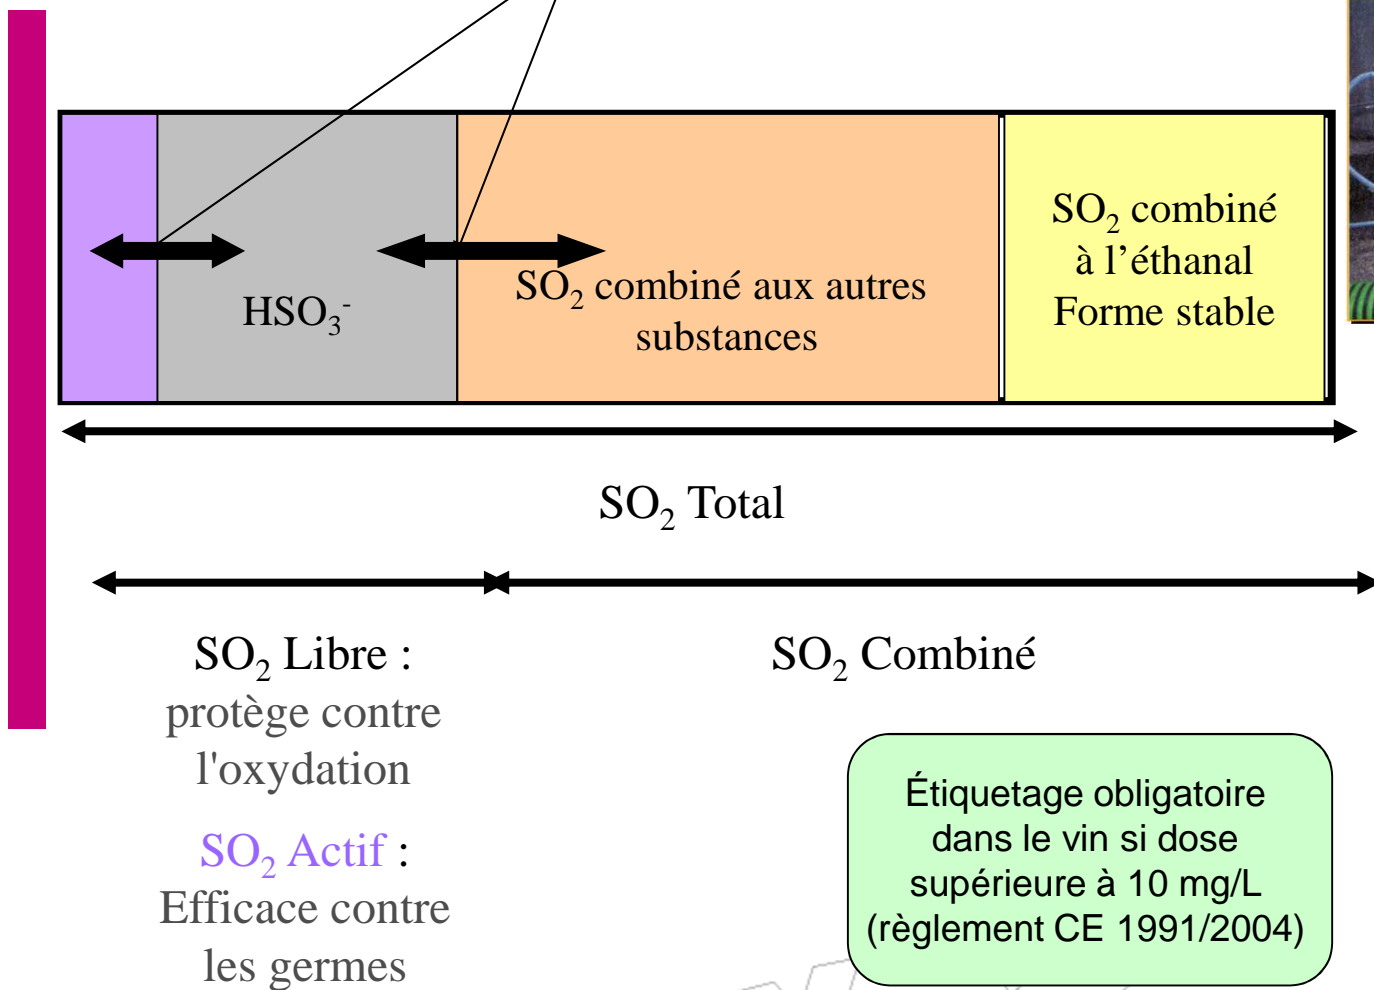 HSO₃⁻
SO₂ combiné aux autres
substances
SO₂ combiné
à l’éthanal
Forme stable
SO₂ Total
SO₂ Libre :
protège contre
l'oxydation
SO₂ Combiné
SO₂ Actif :
Efficace contre
les germes
Étiquetage obligatoire
dans le vin si dose
supérieure à 10 mg/L
(règlement CE 1991/2004)